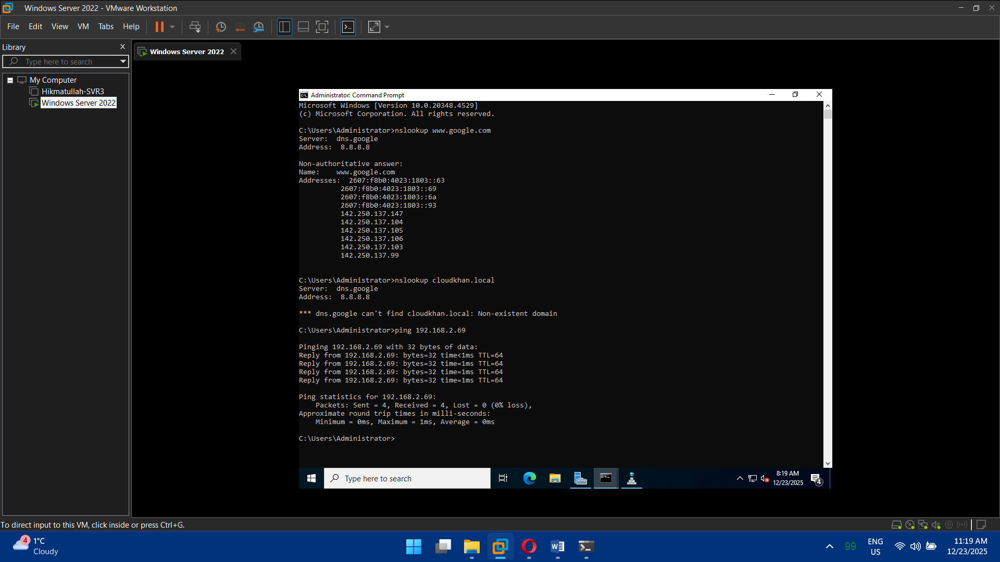 Windows Server 2022 - VMware Workstation
File Edit View VM Tabs Help
Library
Type here to search
My Computer
Hikmatullah-SVR3
Windows Server 2022
Windows Server 2022
Administrator: Command Prompt
Microsoft Windows [Version 10.0.20348.4529]
(c) Microsoft Corporation. All rights reserved.
C:\Users\Administrator>nslookup www.google.com
Server:  dns.google
Address:  8.8.8.8
Non-authoritative answer:
Name:    www.google.com
Addresses:  2607:f8b0:4023:1803::63
2607:f8b0:4023:1803::69
2607:f8b0:4023:1803::6a
2607:f8b0:4023:1803::93
142.250.137.147
142.250.137.104
142.250.137.105
142.250.137.106
142.250.137.103
142.250.137.99
C:\Users\Administrator>nslookup cloudkhan.local
Server:  dns.google
Address:  8.8.8.8
*** dns.google can't find cloudkhan.local: Non-existent domain
C:\Users\Administrator>ping 192.168.2.69
Pinging 192.168.2.69 with 32 bytes of data:
Reply from 192.168.2.69: bytes=32 time<1ms TTL=64
Reply from 192.168.2.69: bytes=32 time=1ms TTL=64
Reply from 192.168.2.69: bytes=32 time=1ms TTL=64
Reply from 192.168.2.69: bytes=32 time=1ms TTL=64
Ping statistics for 192.168.2.69:
Packets: Sent = 4, Received = 4, Lost = 0 (0% loss),
Approximate round trip times in milli-seconds:
Minimum = 0ms, Maximum = 1ms, Average = 0ms
C:\Users\Administrator>
Type here to search
8:19 AM
12/23/2025
4
To direct input to this VM, click inside or press Ctrl+G.
4
1°C
Cloudy
99
ENG
US
11:19 AM
12/23/2025